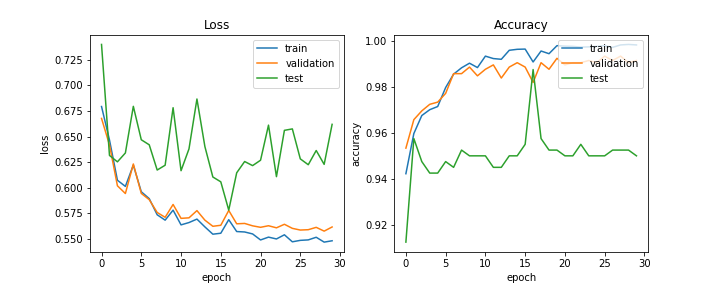 Loss
train
validation
test
0.725
0.700
0.675
0.650
0.625
0.600
0.575
0.550
loss
0 5 10 15 20 25 30
epoch
Accuracy
train
validation
test
1.00
0.98
0.96
0.94
0.92
accuracy
0 5 10 15 20 25 30
epoch